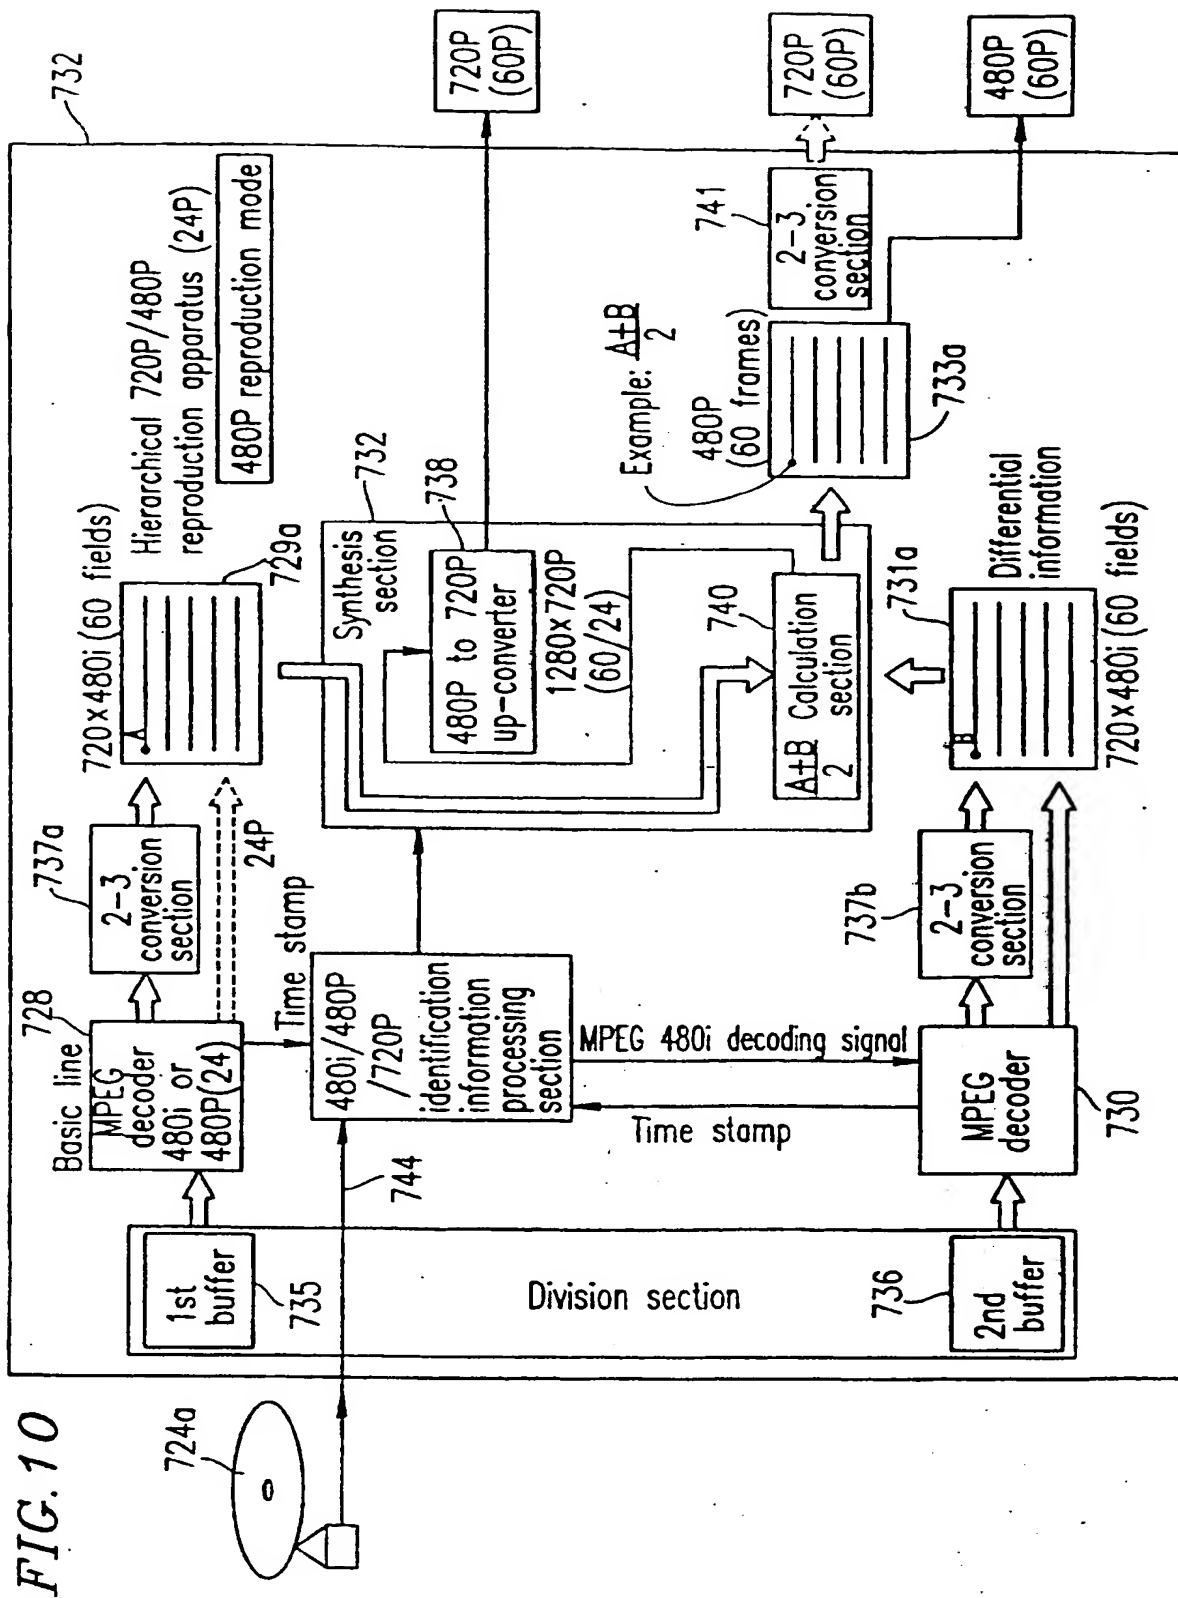 FIG. 10
732
Hierarchical 720P/480P
reproduction apparatus (24P)
480P reproduction mode
724a
744
1st
buffer
735
Division section
736
2nd
buffer
Basic line
728
MPEG
decoder
480i or
480P(24)
737a
2-3
conversion
section
24P
Time stamp
720x480i(60 fields)
A
729a
480i/480P
/720P
identification
information
processing
section
MPEG 480i decoding signal
Time stamp
MPEG
decoder
730
737b
2-3
conversion
section
Synthesis
section
732
738
480P to 720P
up-converter
1280x720P
(60/24)
740
A+B
2
Calculation
section
B
731a
Differential
information
720x480i(60 fields)
Example: A+B
2
480P
(60 frames)
733a
741
2-3
conversion
section
720P
(60P)
720P
(60P)
480P
(60P)